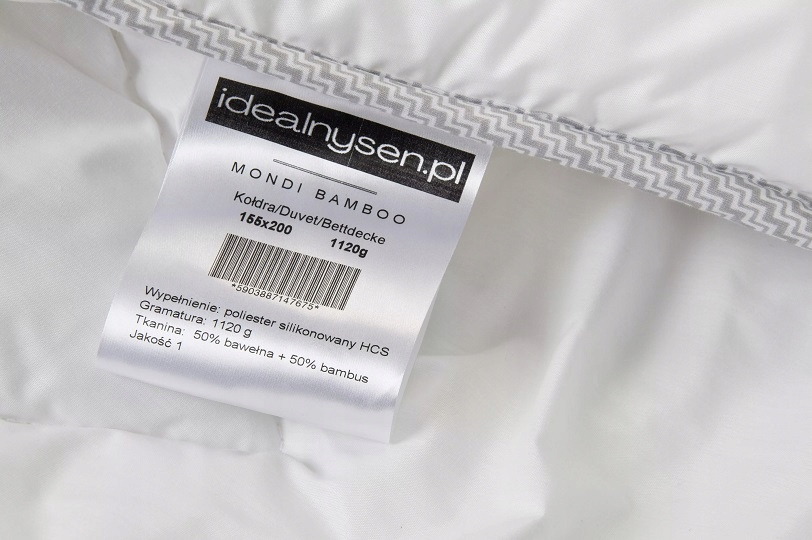 idealnysen.pl
MONDI BAMBOO
Kołdra/Duvet/Bettdecke
155x200 1120g
*5903887147675*
Wypełnienie: poliester silikonowany HCS
Gramatura: 1120 g
Tkanina: 50% bawełna + 50% bambus
Jakość 1